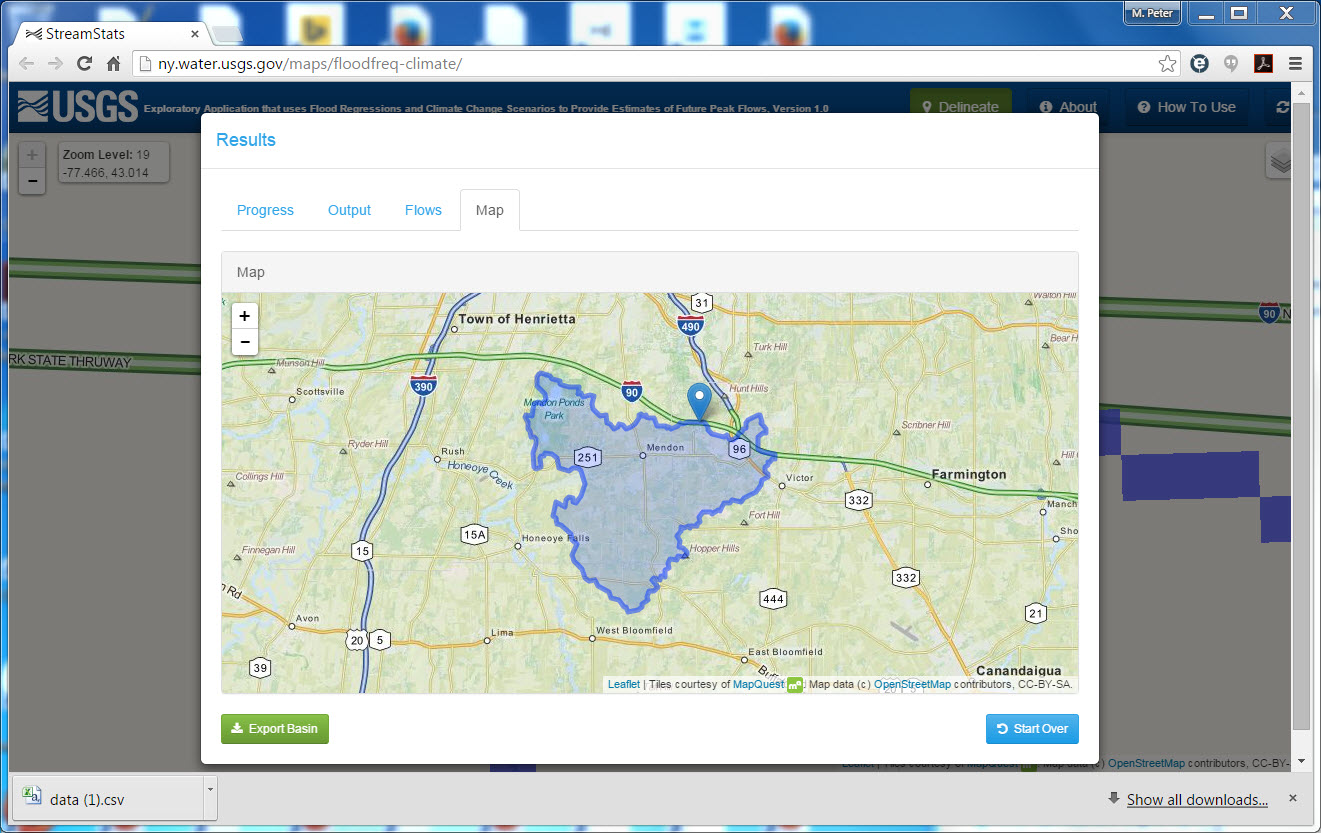 M. Peter
StreamStats
ny.water.usgs.gov/maps/floodfreq-climate/
USGS
Exploratory Application that uses Flood Regressions and Climate Change Scenarios to Provide Estimates of Future Peak Flows, Version 1.0
Delineate
About
How To Use
Zoom Level: 19
-77.466, 43.014
Results
Progress
Output
Flows
Map
Map
+
−
+
−
31
Walton Hill
Town of Henrietta
490
90
Bear H
Turk Hill
RK STATE THRUWAY
Munson Hill
390
90
Hunt Hills
Scottsville
Mendon Ponds
Park
Scribner Hill
Ryder Hill
Rush
251
Mendon
96
Hill
Honeoye
Creek
Collings Hill
Victor
Farmington
332
Manch
15A
Fort Hill
Sho
Honeoye Falls
Hopper Hills
Finnegan Hill
15
332
n Rd
444
21
Avon
20
5
Lima
West Bloomfield
East Bloomfield
39
Canandaigua
Leaflet | Tiles courtesy of MapQuest Map data (c) OpenStreetMap contributors, CC-BY-SA.
Export Basin
Start Over
Leaflet | Tiles courtesy of MapQuest Map data (c) OpenStreetMap contributors, CC-BY-
data (1).csv
Show all downloads...